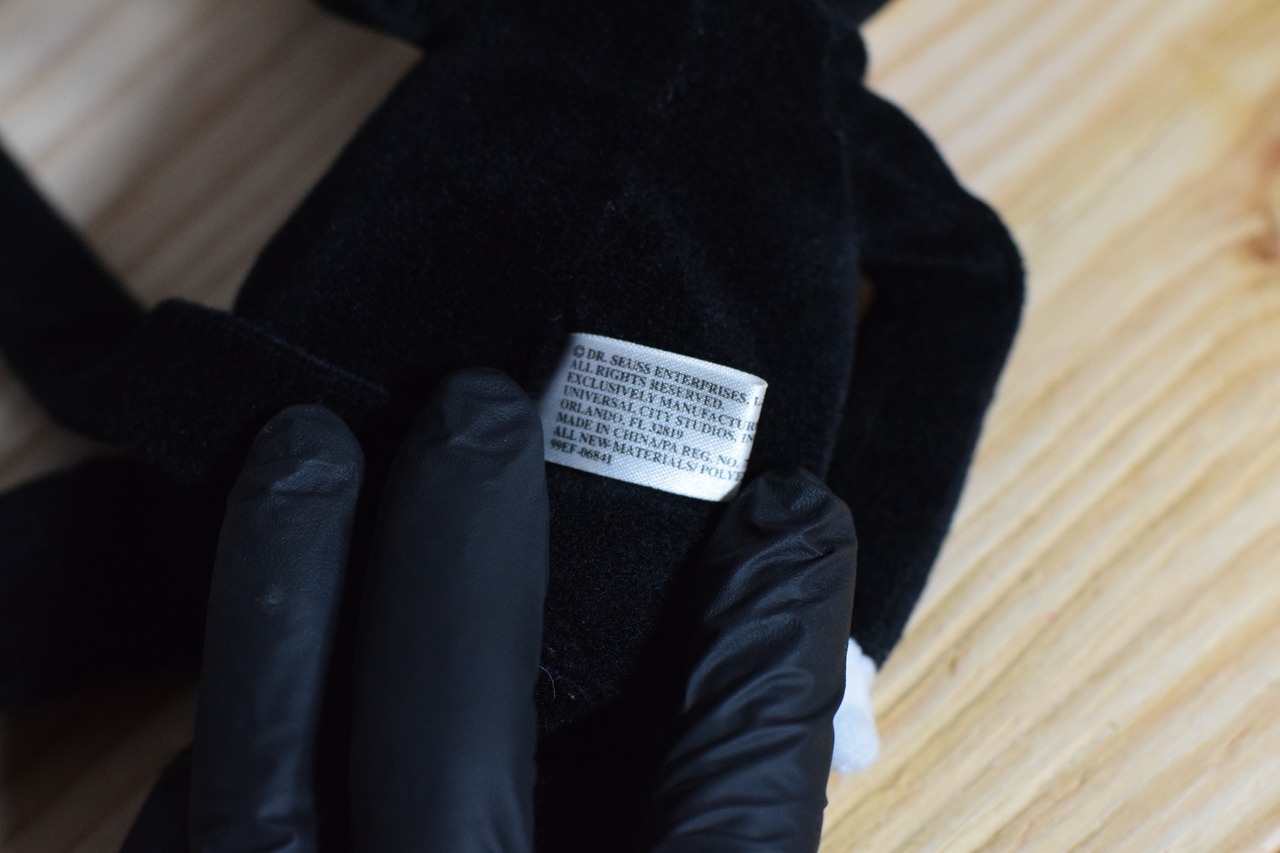 © DR. SEUSS ENTERPRISES, L
ALL RIGHTS RESERVED
EXCLUSIVELY MANUFACTUR
UNIVERSAL CITY STUDIOS, IN
ORLANDO, FL 32819
MADE IN CHINA/PA REG. NO.
ALL NEW MATERIALS/ POLYE
99EF-06841